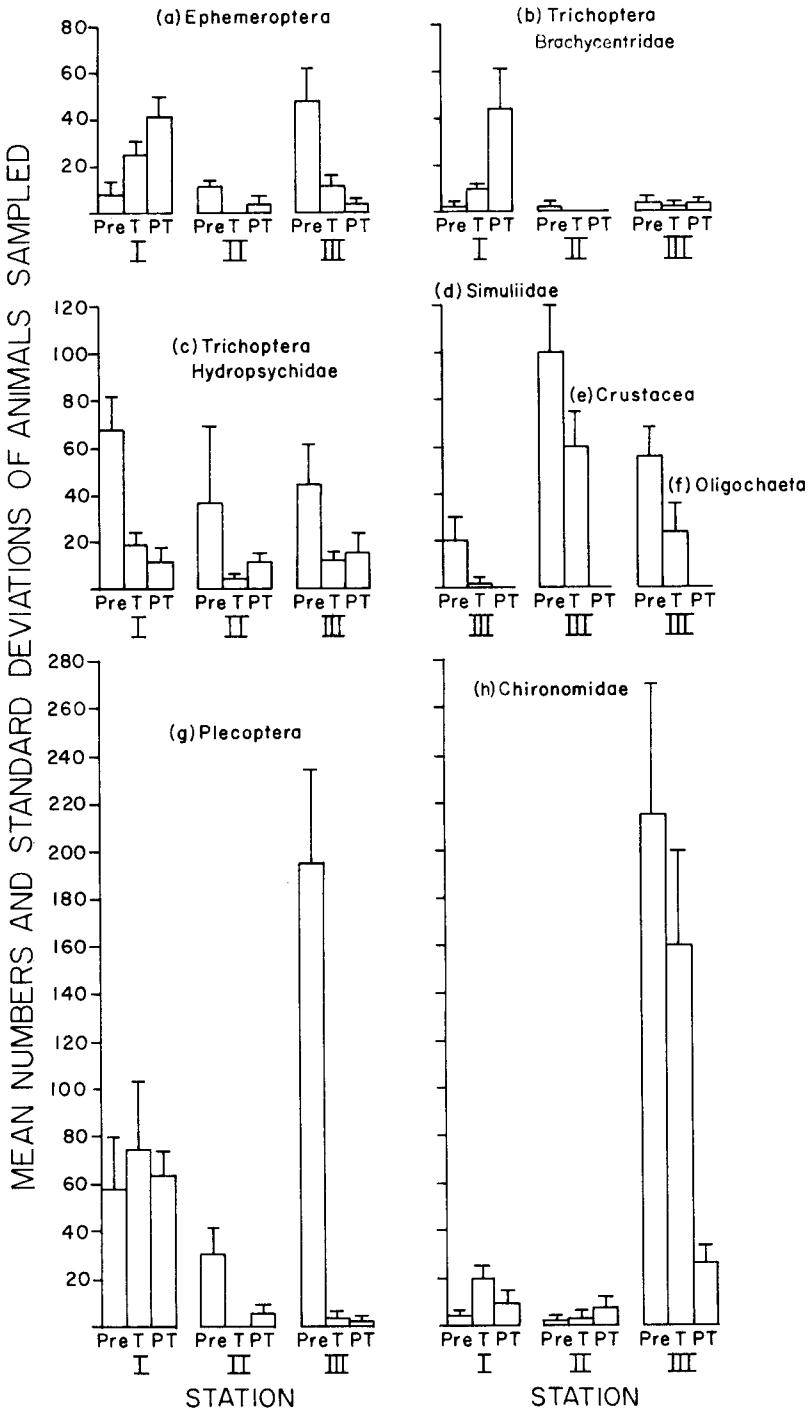 MEAN NUMBERS AND STANDARD DEVIATIONS OF ANIMALS SAMPLED
(a) Ephemeroptera
80
60
40
20
Pre T PT
Pre T PT
Pre T PT
I
II
III
(b) Trichoptera
Brachycentridae
Pre T PT
Pre T PT
Pre T PT
I
II
III
(c) Trichoptera
Hydropsychidae
120
100
80
60
40
20
Pre T PT
Pre T PT
Pre T PT
I
II
III
(d) Simuliidae
(e) Crustacea
(f) Oligochaeta
Pre T PT
Pre T PT
Pre T PT
III
III
III
(g) Plecoptera
280
260
240
220
200
180
160
140
120
100
80
60
40
20
Pre T PT
Pre T PT
Pre T PT
I
II
III
STATION
(h) Chironomidae
Pre T PT
Pre T PT
Pre T PT
I
II
III
STATION